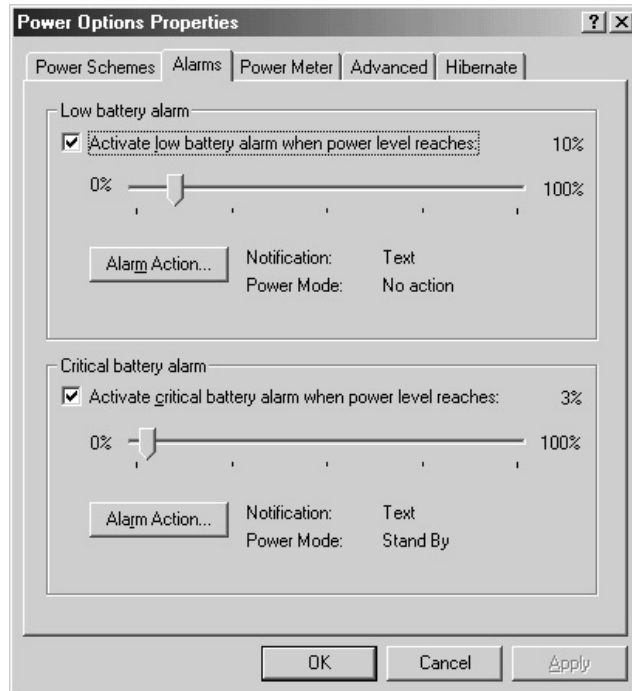 Power Options Properties
Power Schemes Alarms Power Meter Advanced Hibernate
Low battery alarm
Activate low battery alarm when power level reaches: 10%
0% 100%
Alarm Action... Notification: Text
Power Mode: No action
Critical battery alarm
Activate critical battery alarm when power level reaches: 3%
0% 100%
Alarm Action... Notification: Text
Power Mode: Stand By
OK Cancel Apply